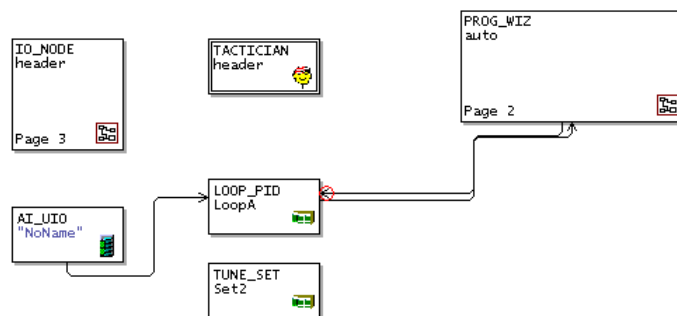 IO_NODE
header
Page 3
TACTICIAN
header
PROG_WIZ
auto
Page 2
AI_UIO
"NoName"
LOOP_PID
LoopA
TUNE_SET
Set2